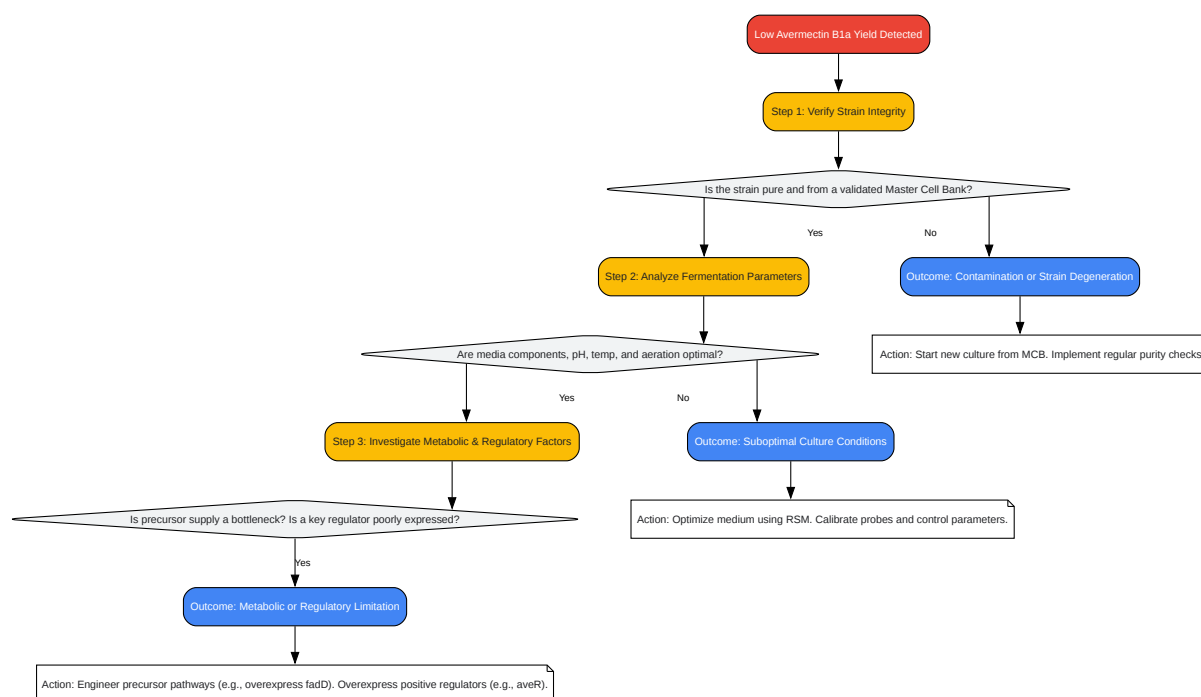 Low Avermectin B1a Yield Detected
Step 1: Verify Strain Integrity
Is the strain pure and from a validated Master Cell Bank?
Yes
No
Step 2: Analyze Fermentation Parameters
Outcome: Contamination or Strain Degeneration
Are media components, pH, temp, and aeration optimal?
Action: Start new culture from MCB. Implement regular purity checks
Yes
No
Step 3: Investigate Metabolic & Regulatory Factors
Outcome: Suboptimal Culture Conditions
Is precursor supply a bottleneck? Is a key regulator poorly expressed?
Action: Optimize medium using RSM. Calibrate probes and control parameters.
Yes
Outcome: Metabolic or Regulatory Limitation
Action: Engineer precursor pathways (e.g., overexpress fadD). Overexpress positive regulators (e.g., aveR).